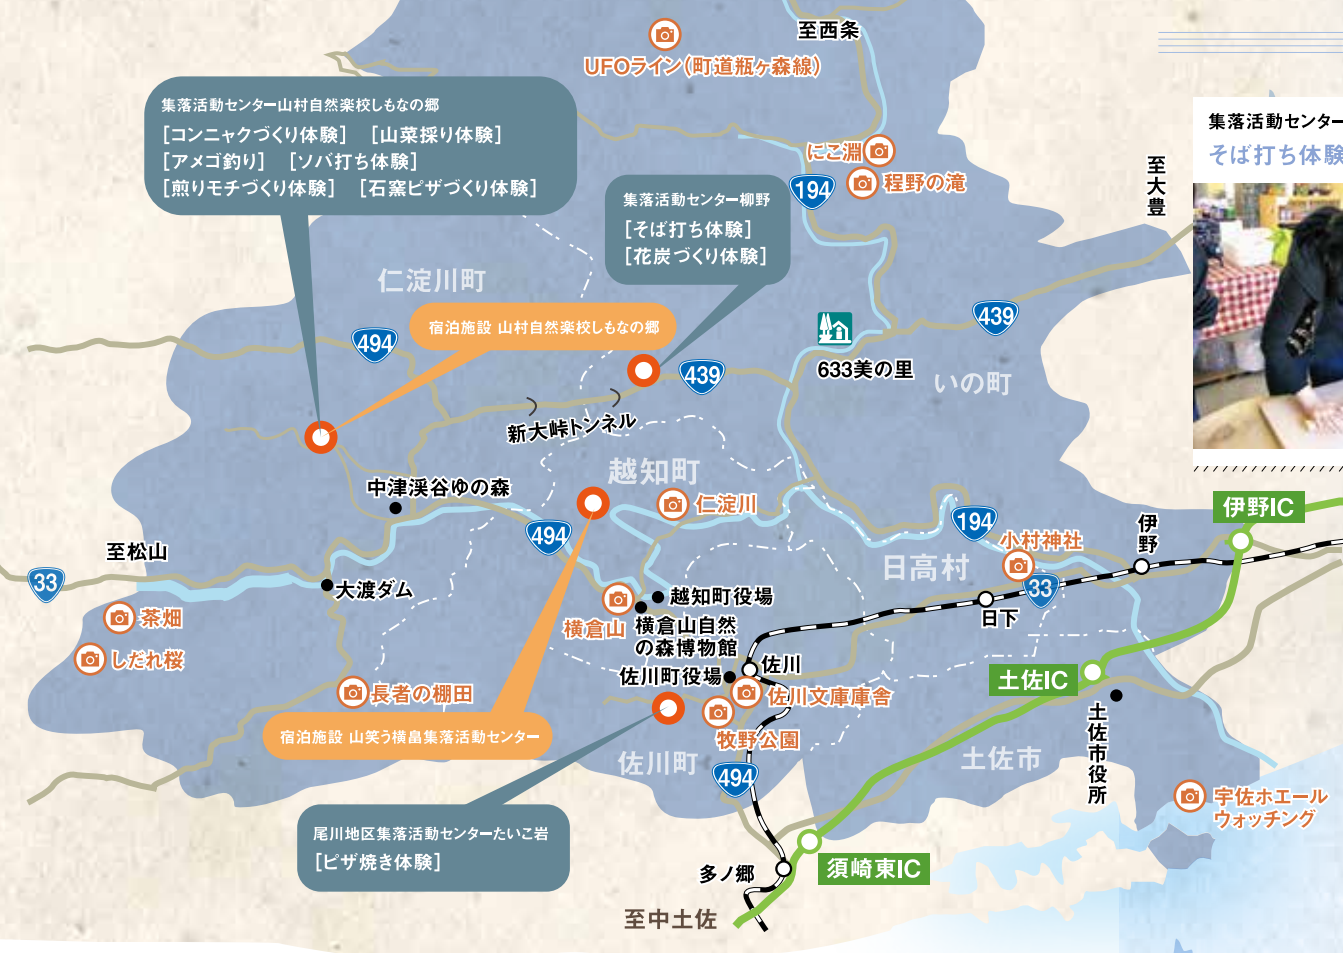 至西条
UFOライン(町道瓶ヶ森線)
集落活動センター山村自然楽校しもなの郷
[コンニャクづくり体験] [山菜採り体験]
[アメゴ釣り] [ソバ打ち体験]
[煎りモチづくり体験] [石窯ピザづくり体験]
集落活動センター
そば打ち体験
にこ淵
程野の滝
194
至大豊
集落活動センター柳野
[そば打ち体験]
[花炭づくり体験]
仁淀川町
宿泊施設 山村自然楽校しもなの郷
494
439
439
633美の里
いの町
新大峠トンネル
越知町
中津渓谷ゆの森
仁淀川
伊野IC
494
194
伊野
小村神社
至松山
日高村
33
大渡ダム
33
茶畑
越知町役場
横倉山
横倉山自然
の森博物館
日下
しだれ桜
佐川町役場
佐川
土佐IC
長者の棚田
佐川文庫庫舎
土佐市役所
宿泊施設 山笑う横畠集落活動センター
牧野公園
佐川町
土佐市
494
宇佐ホエール
ウォッチング
尾川地区集落活動センターたいこ岩
[ピザ焼き体験]
多ノ郷
須崎東IC
至中土佐